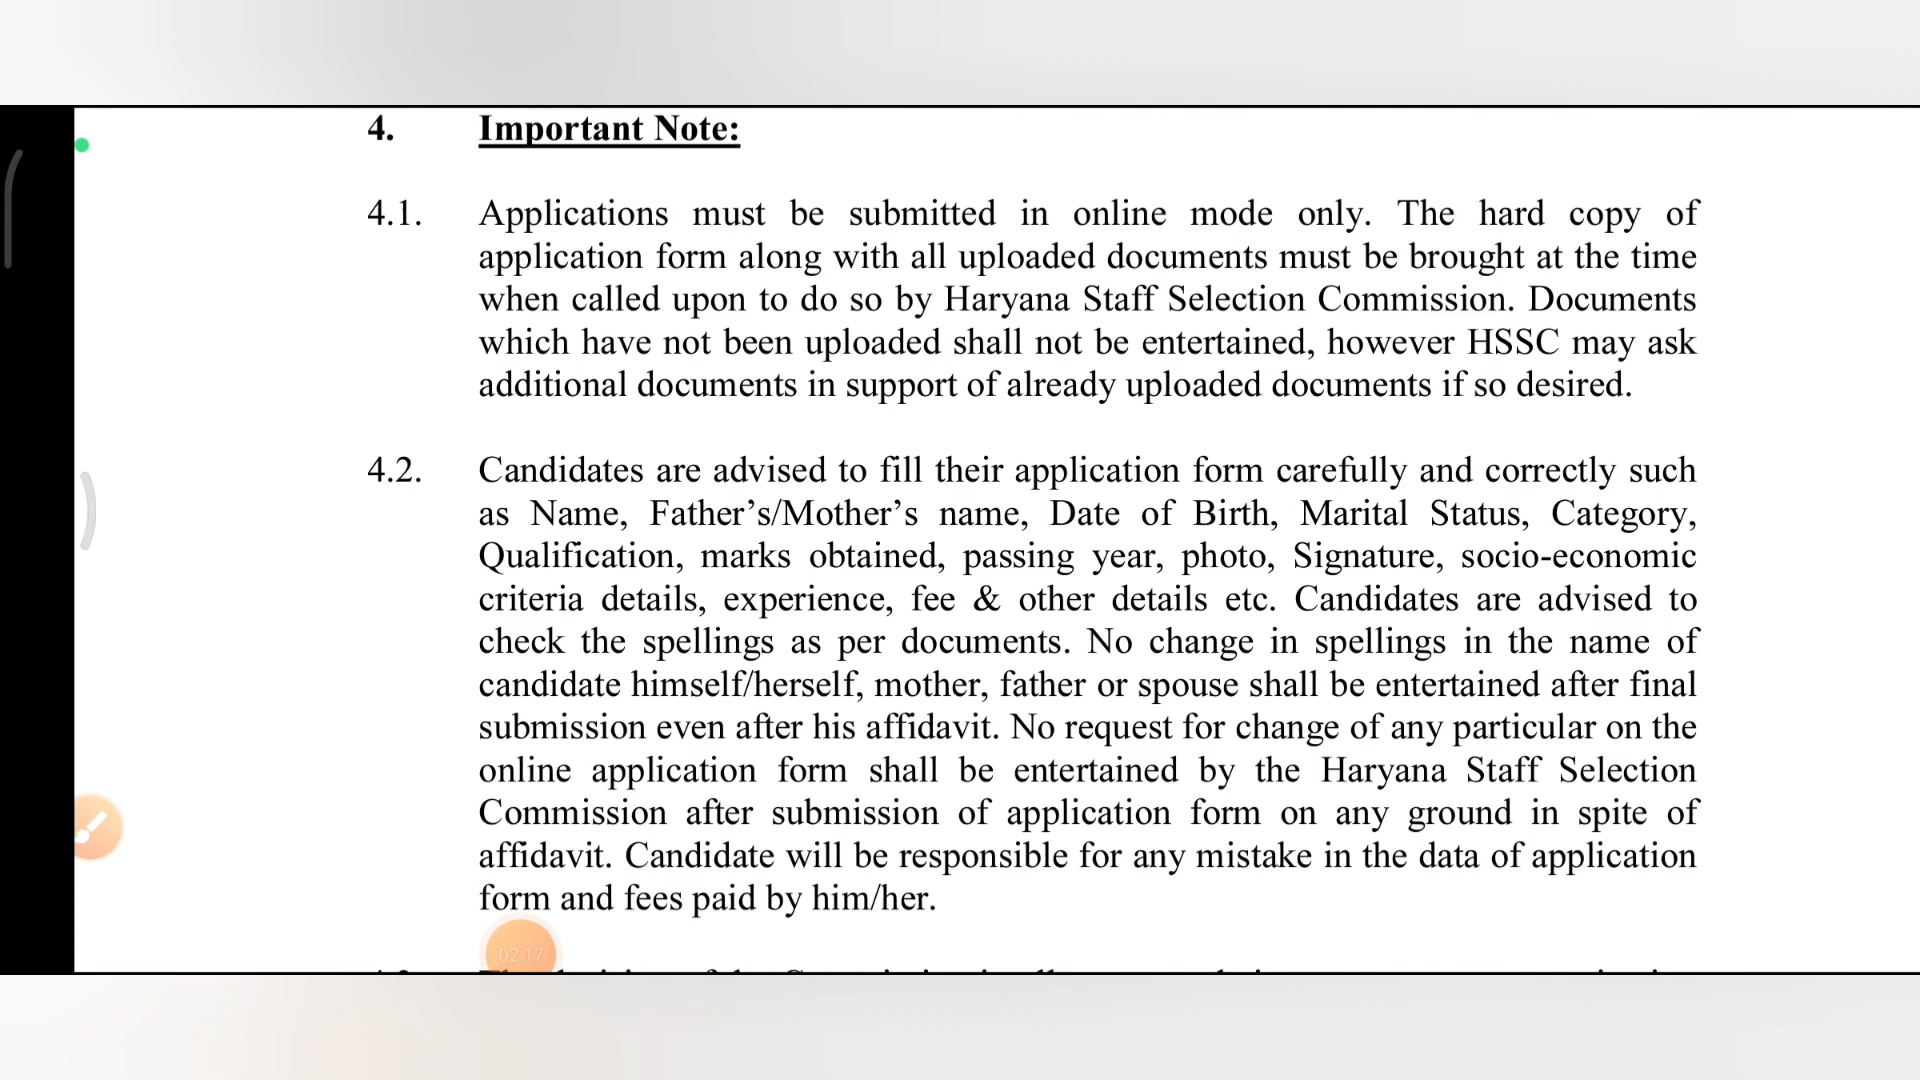 4. Important Note:
4.1. Applications must be submitted in online mode only. The hard copy of
application form along with all uploaded documents must be brought at the time
when called upon to do so by Haryana Staff Selection Commission. Documents
which have not been uploaded shall not be entertained, however HSSC may ask
additional documents in support of already uploaded documents if so desired.
4.2. Candidates are advised to fill their application form carefully and correctly such
as Name, Father’s/Mother’s name, Date of Birth, Marital Status, Category,
Qualification, marks obtained, passing year, photo, Signature, socio-economic
criteria details, experience, fee & other details etc. Candidates are advised to
check the spellings as per documents. No change in spellings in the name of
candidate himself/herself, mother, father or spouse shall be entertained after final
submission even after his affidavit. No request for change of any particular on the
online application form shall be entertained by the Haryana Staff Selection
Commission after submission of application form on any ground in spite of
affidavit. Candidate will be responsible for any mistake in the data of application
form and fees paid by him/her.
02:17